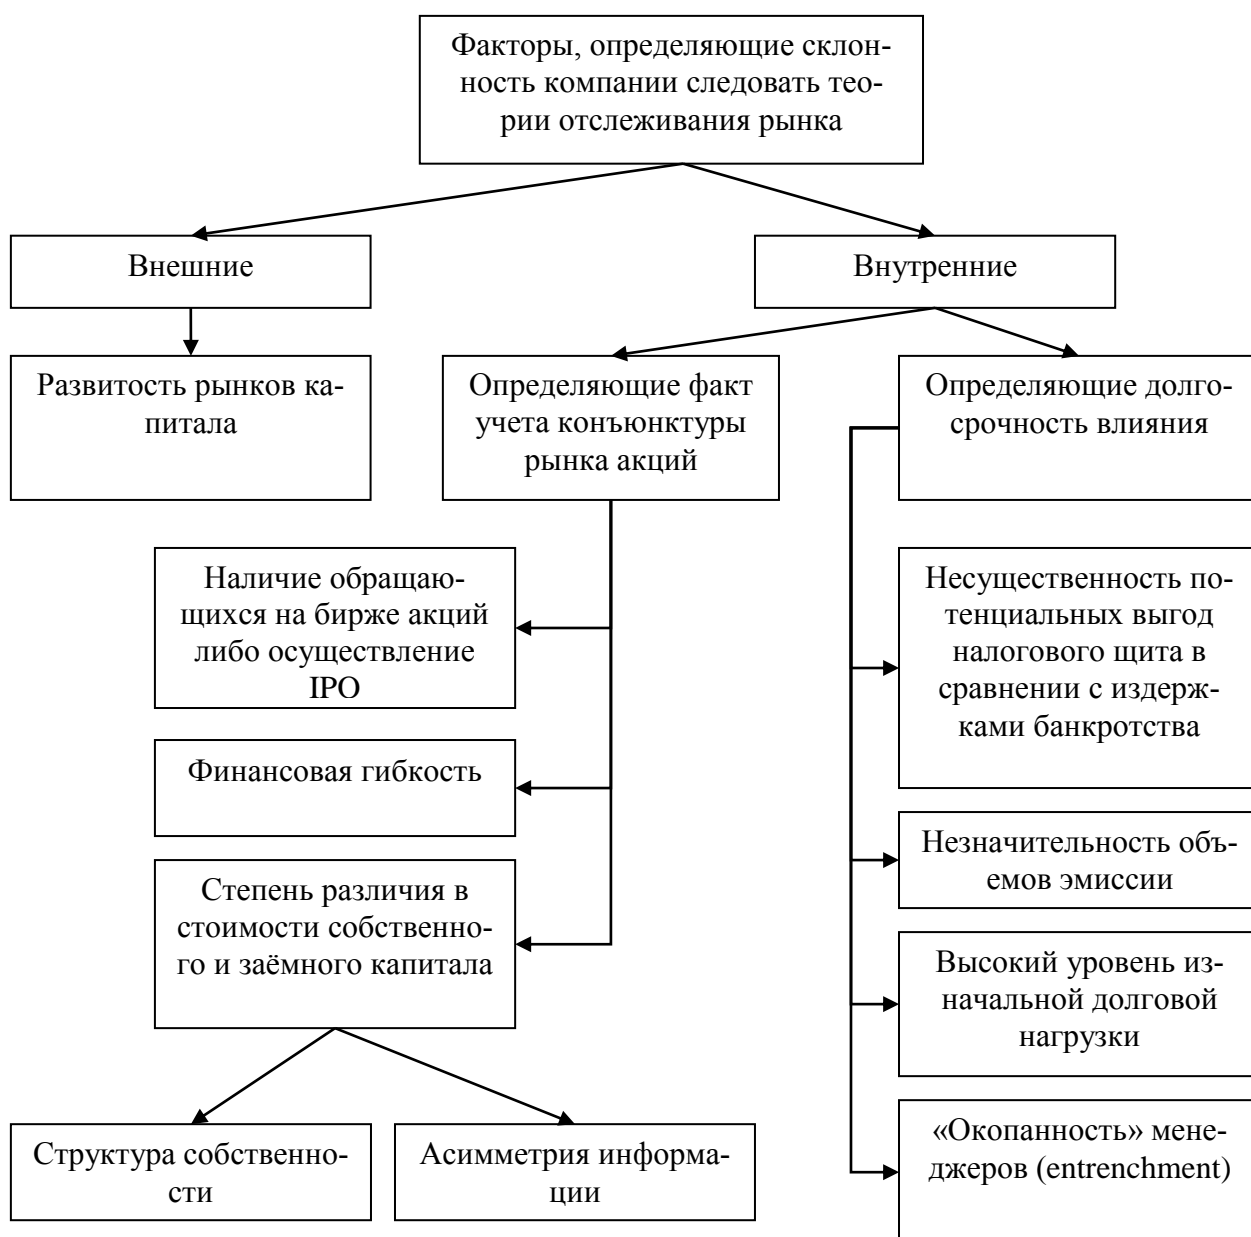 Факторы, определяющие склон-
ность компании следовать тео-
рии отслеживания рынка
Внешние
Внутренние
Развитость рынков ка-
питала
Определяющие факт
учета конъюнктуры
рынка акций
Определяющие долго-
срочность влияния
Наличие обращаю-
щихся на бирже акций
либо осуществление
IPO
Финансовая гибкость
Степень различия в
стоимости собственно-
го и заёмного капитала
Структура собственно-
сти
Асимметрия информа-
ции
Несущественность по-
тенциальных выгод
налогового щита в
сравнении с издерж-
ками банкротства
Незначительность объ-
емов эмиссии
Высокий уровень из-
начальной долговой
нагрузки
«Окопанность» мене-
джеров (entrenchment)